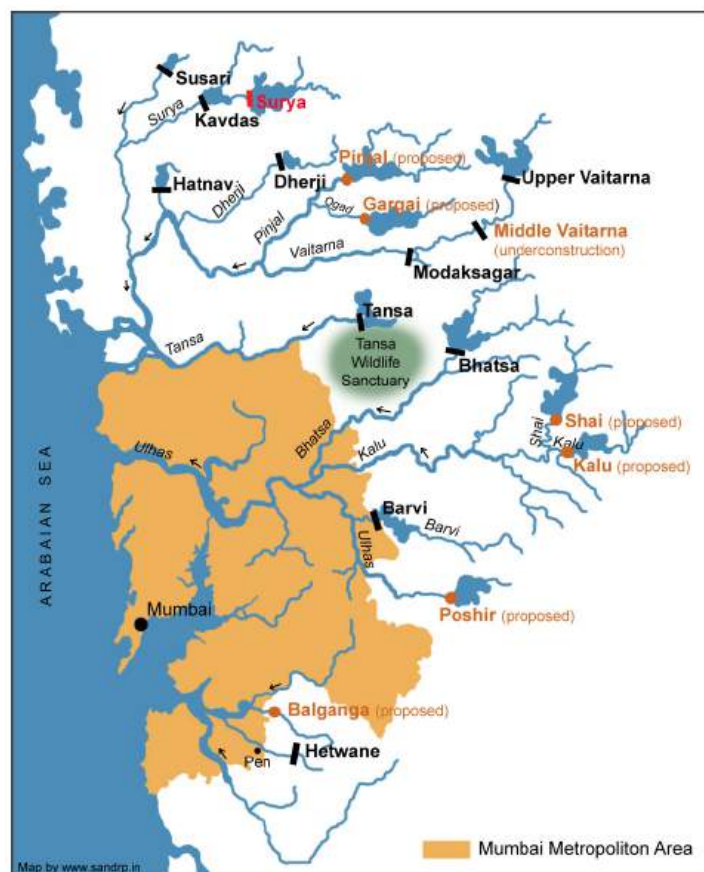 Susari
Surya
Surya
Kavdas
Pinjal (proposed)
Hatnav
Dherji
Dherji
Upper Vaitarna
Ogad
Gargai (proposed)
Pinjal
Middle Vaitarna
(underconstruction)
Vaitarna
Modaksagar
Tansa
Tansa
Tansa
Wildlife
Sanctuary
Bhatsa
Bhatsa
Shai (proposed)
Shai
Kalu
Kalu (proposed)
Kalu
Ulhas
ARABAIAN SEA
Barvi
Barvi
Ulhas
Poshir (proposed)
Mumbai
Balganga (proposed)
Hetwane
Pen
Mumbai Metropoliton Area
Map by www.sandrp.in